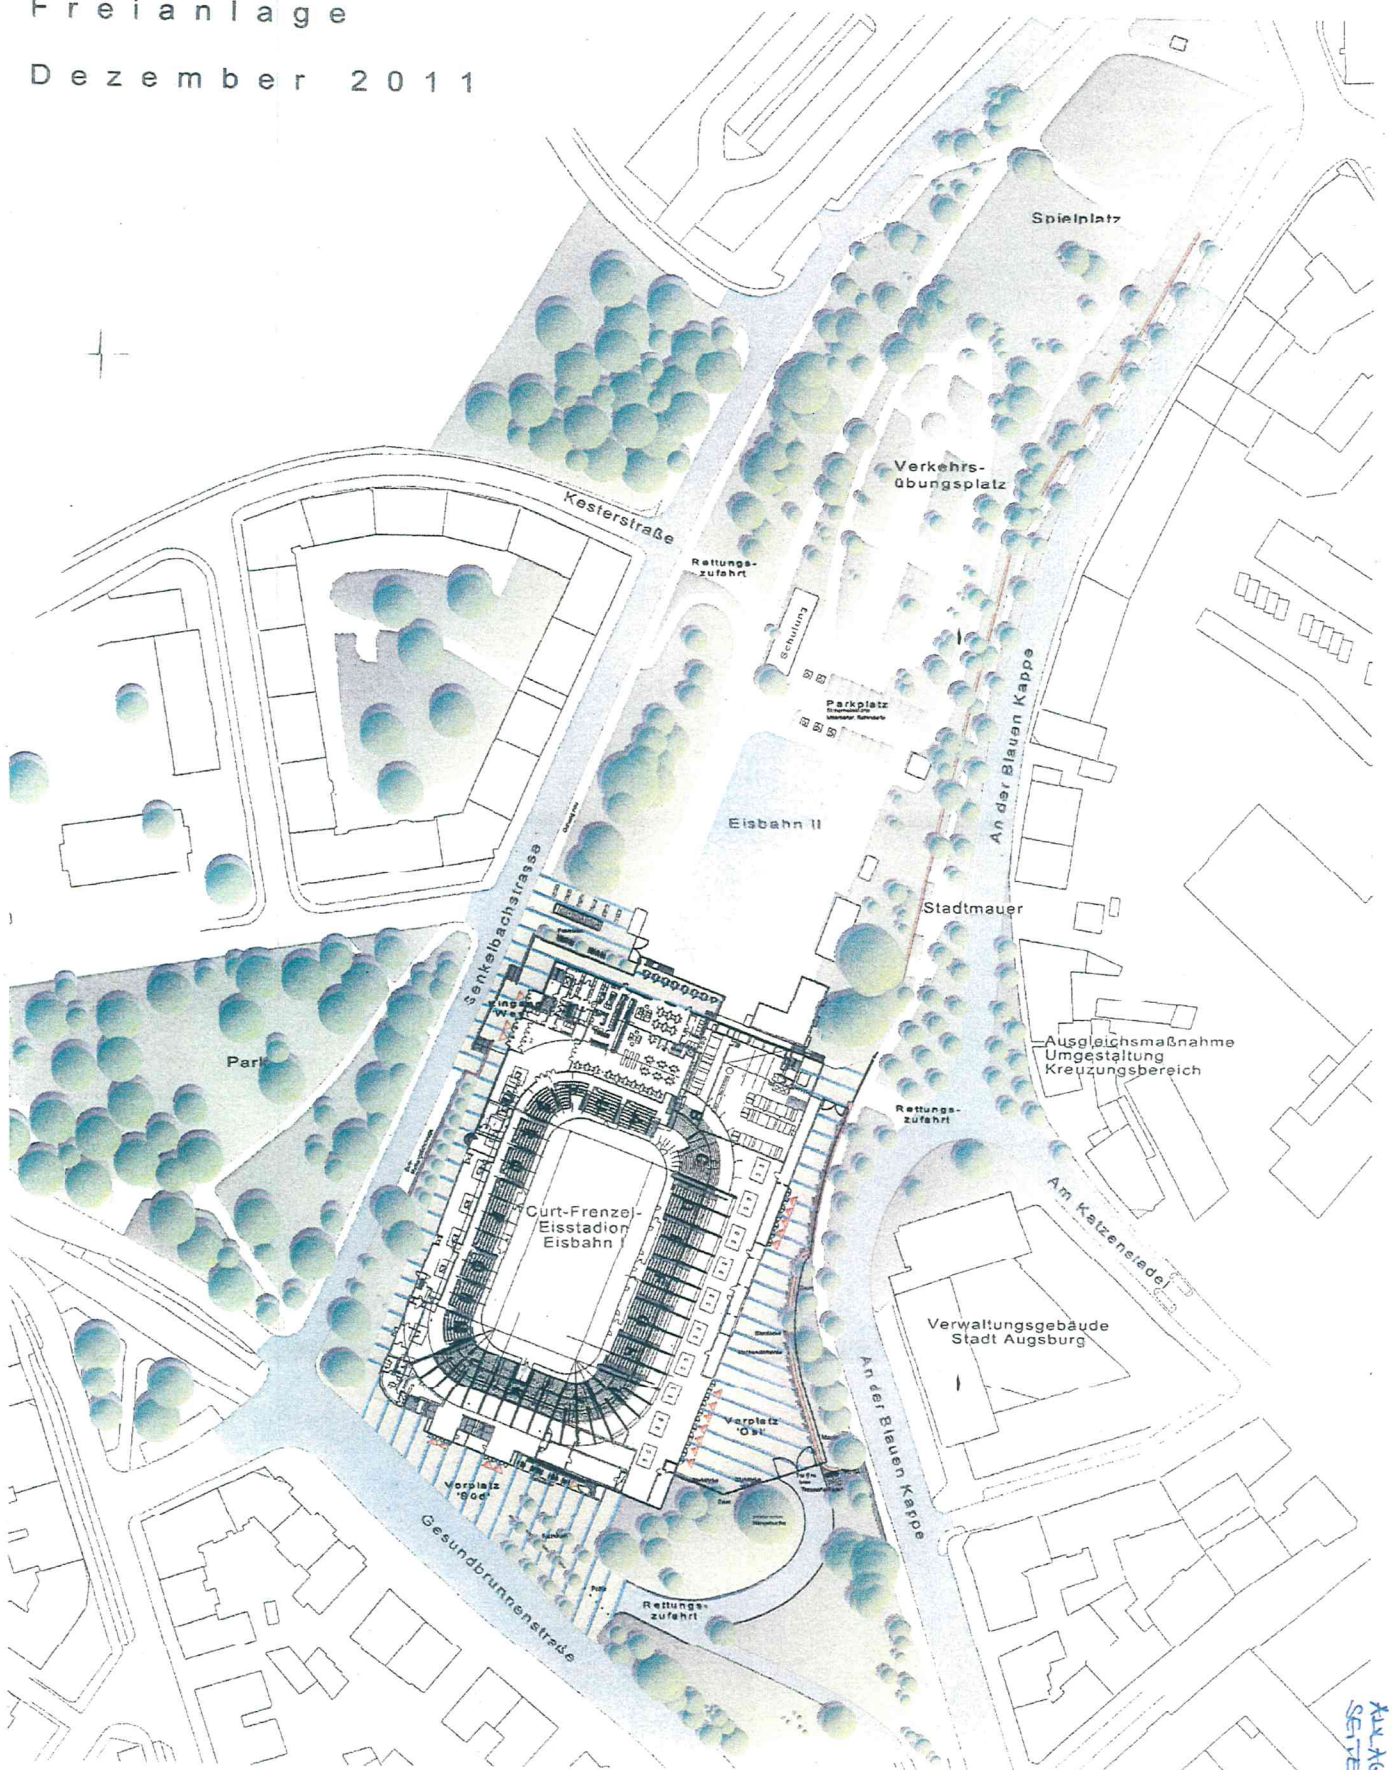 Freianlage
Dezember 2011
Spielplatz
Verkehrs-
übungsplatz
Kesterstraße
Rettungs-
zufahrt
Schulung
Parkplatz
An der Blauen Kappe
Eisbahn II
Senkelbachstrasse
Stadtmauer
Park
Ausgleichsmaßnahme
Umgestaltung
Kreuzungsbereich
Rettungs-
zufahrt
C
Curt-Frenzel-
Eisstadion
Eisbahn I
Am Katzenstadel
Verwaltungsgebäude
Stadt Augsburg
An der Blauen Kappe
Vorplatz
'Ost'
Vorplatz
'Süd'
Gesundbrunnenstraße
Rettungs-
zufahrt
SEITE